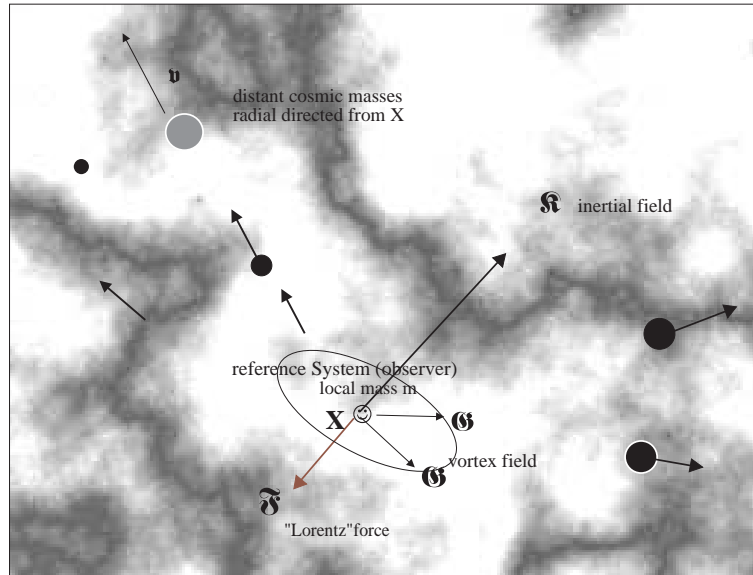 𝔳
distant cosmic masses
radial directed from X
𝕶 inertial field
reference System (observer)
local mass m
X
𝕲
𝕲 vortex field
𝕱
"Lorentz"force